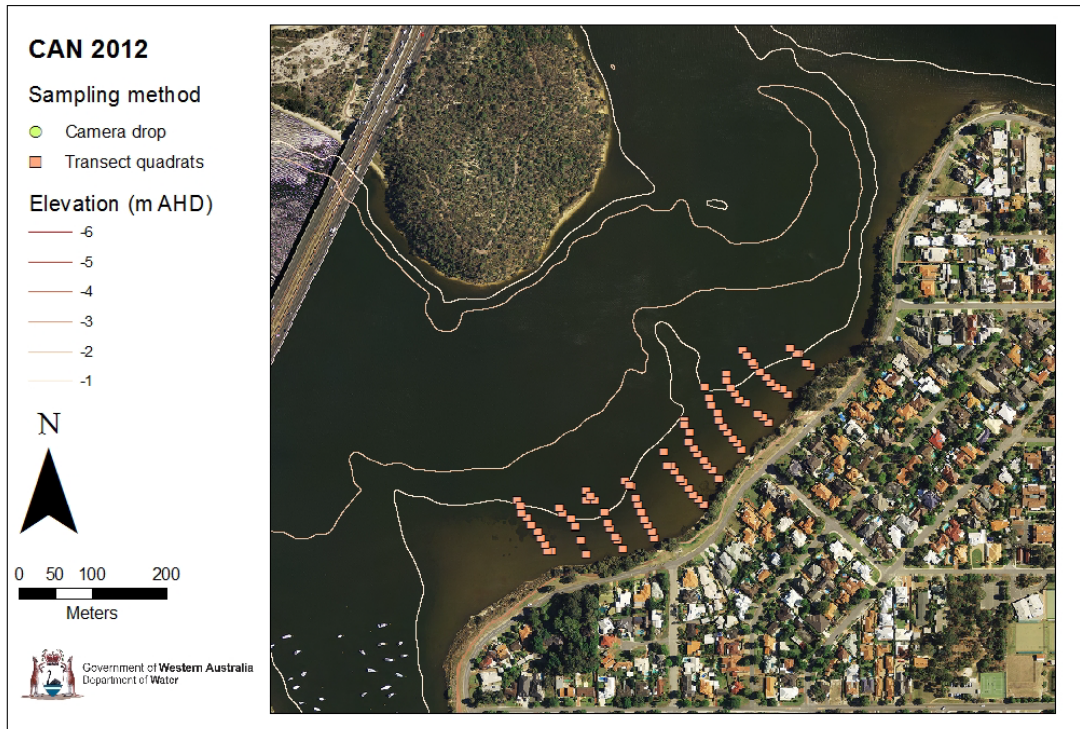 CAN 2012
Sampling method
Camera drop
Transect quadrats
Elevation (m AHD)
-6
-5
-4
-3
-2
-1
N
0 50 100 200
Meters
Government of Western Australia
Department of Water